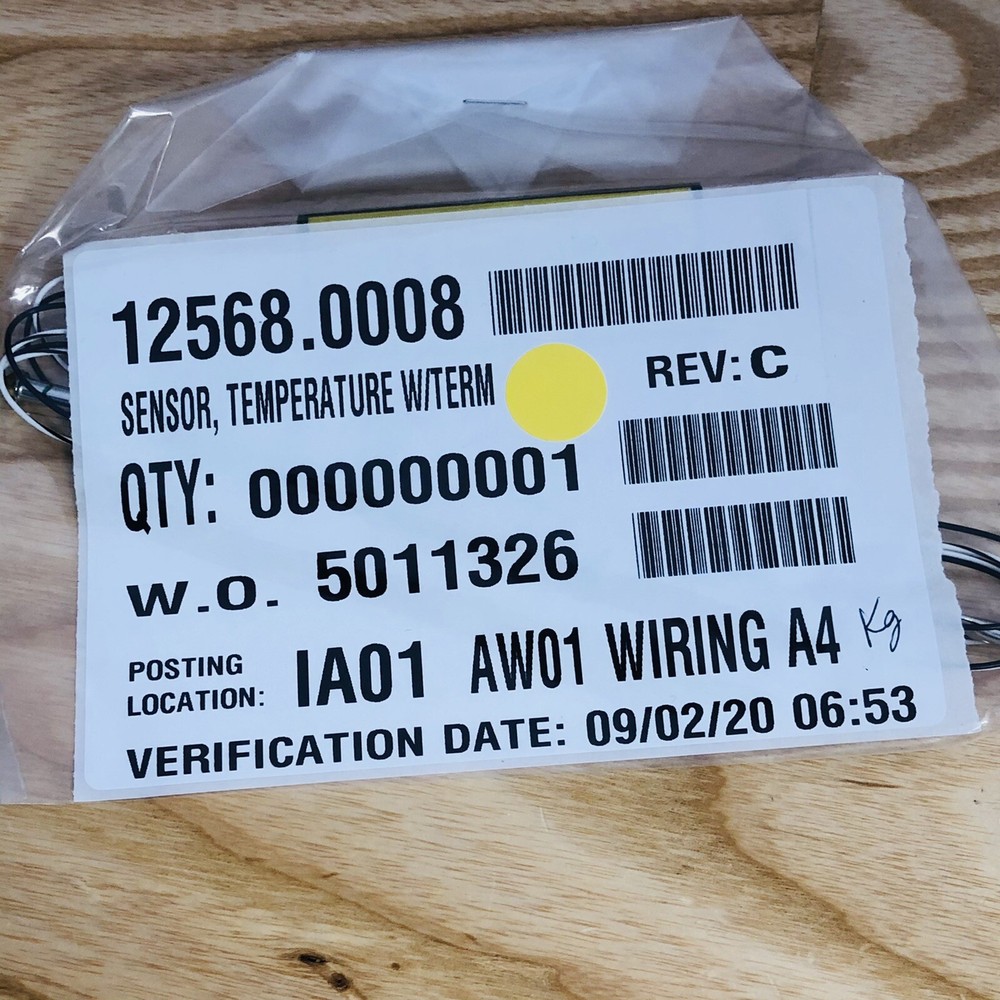 12568.0008
SENSOR, TEMPERATURE W/TERM
REV: C
QTY: 000000001
W.O. 5011326
POSTING LOCATION: IA01 AW01 WIRING A4 Kg
VERIFICATION DATE: 09/02/20 06:53